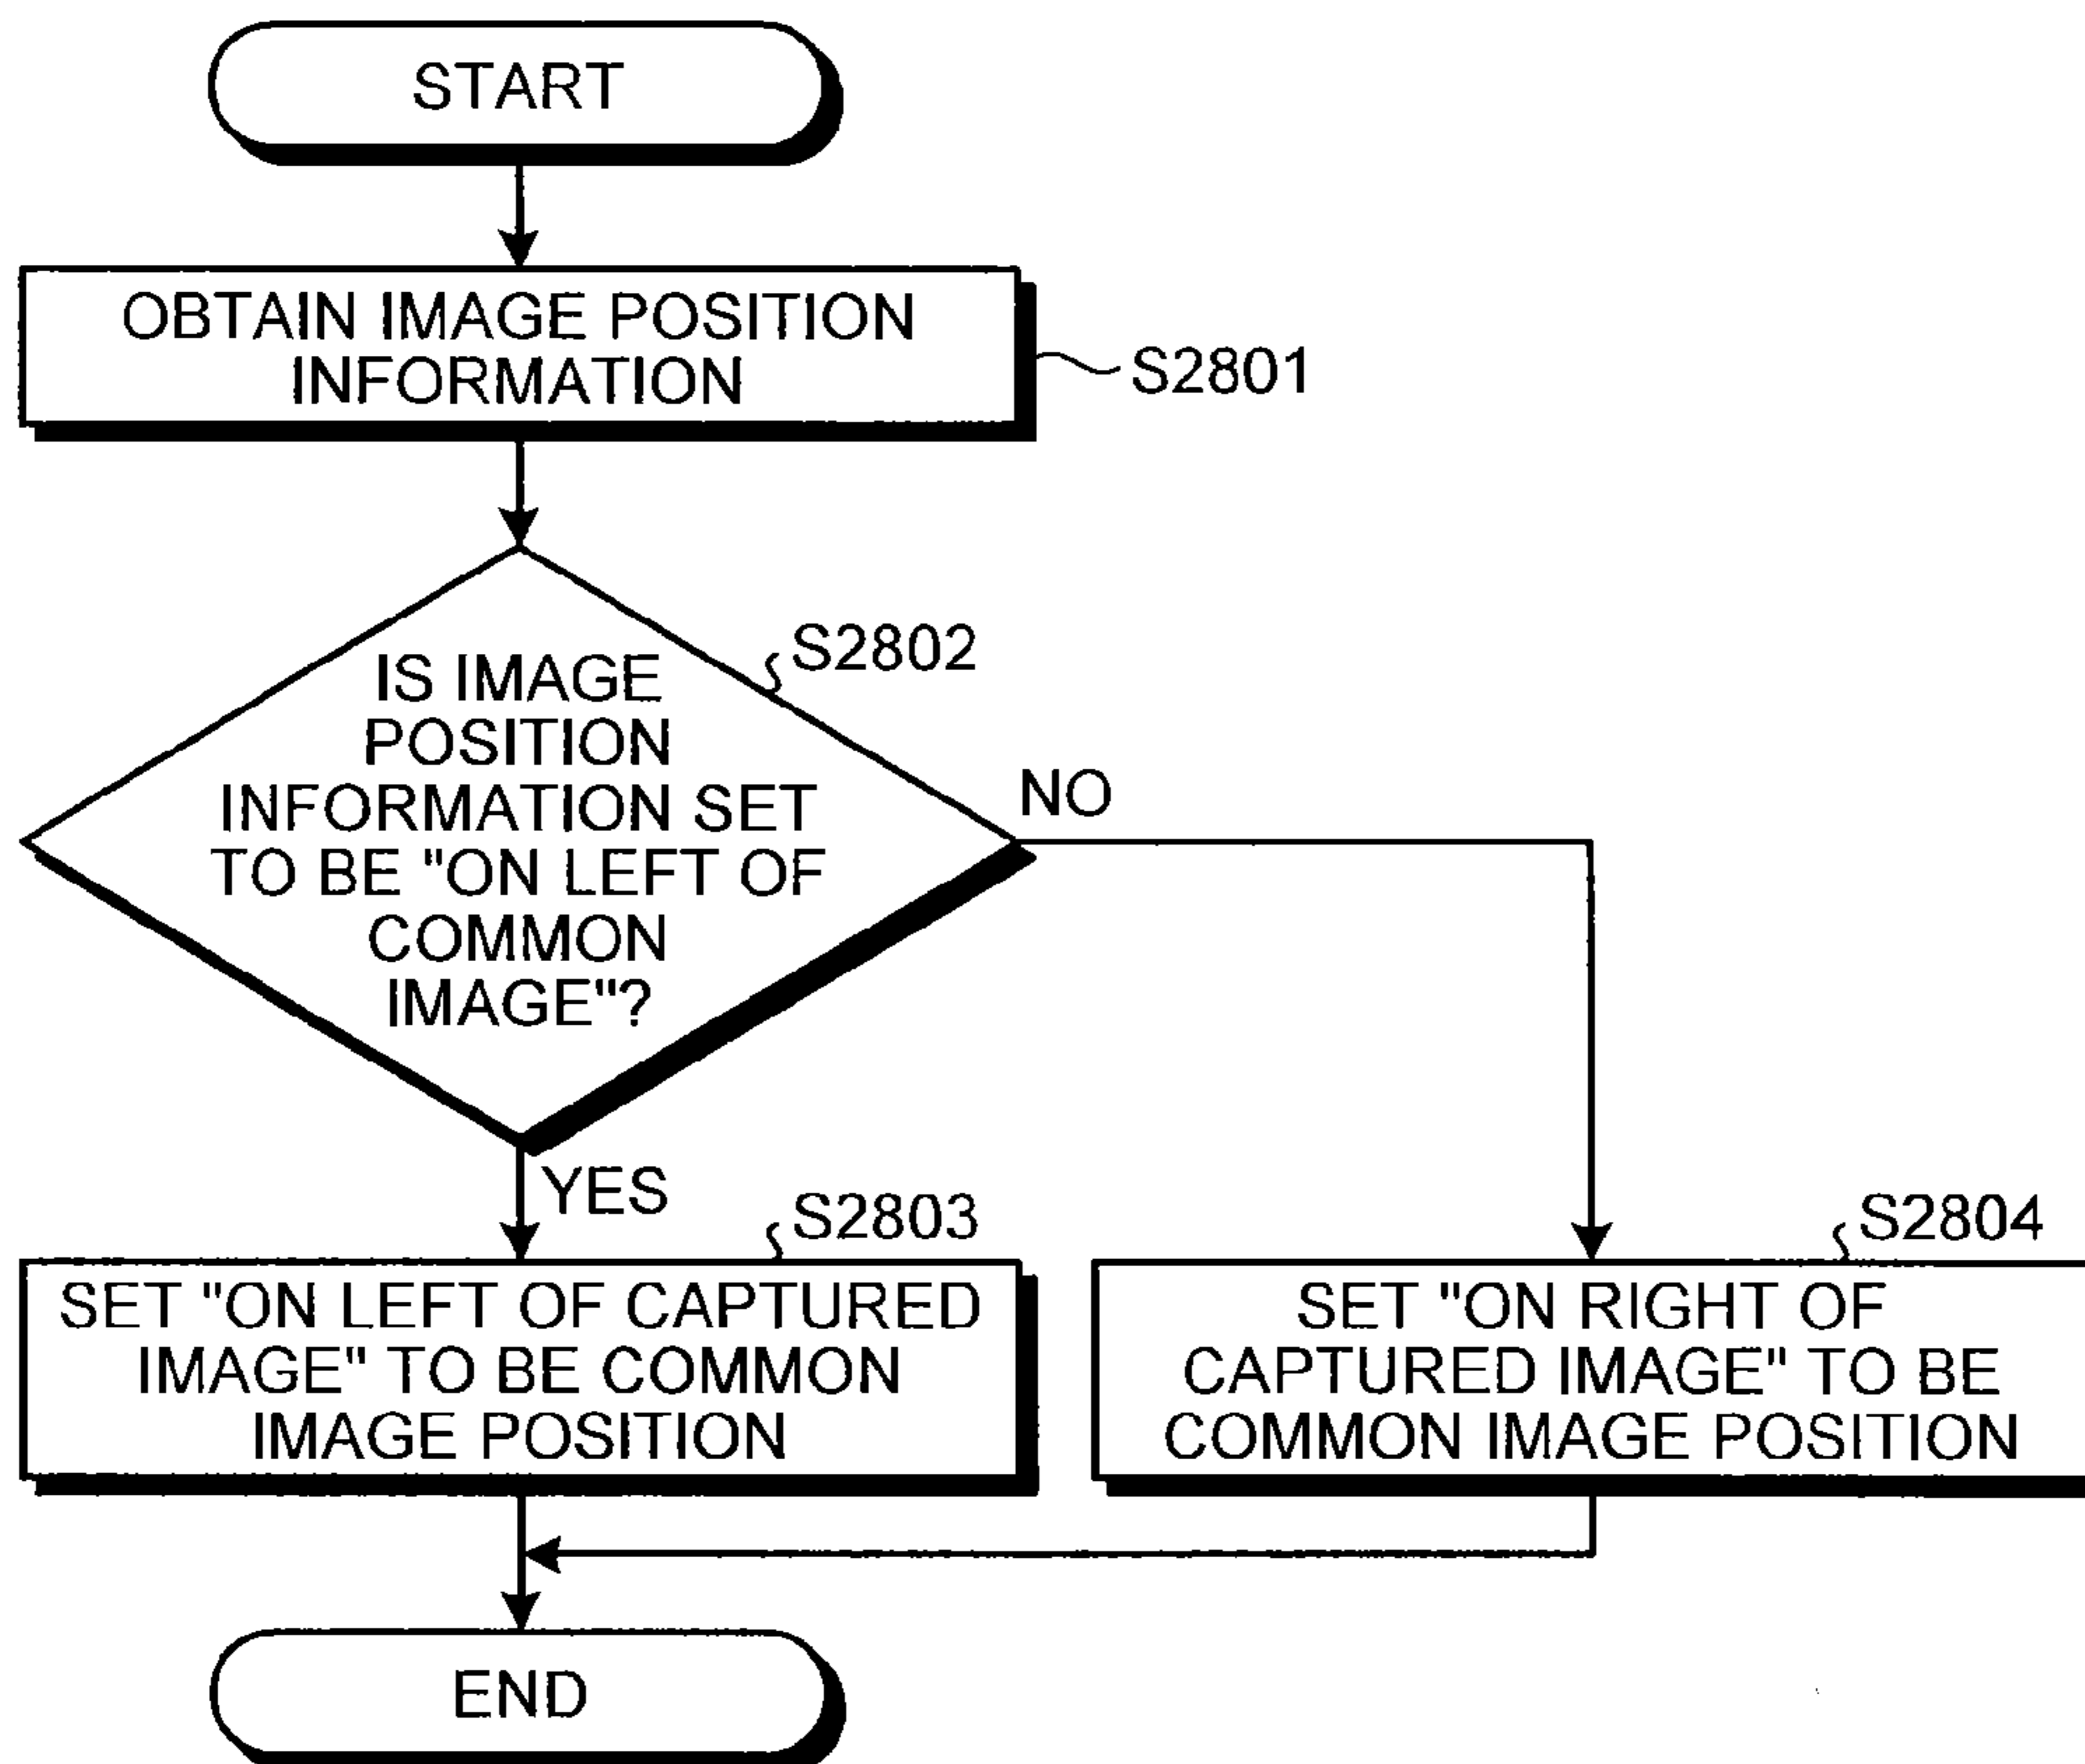 START
OBTAIN IMAGE POSITION
INFORMATION
S2801
S2802
IS IMAGE
POSITION
INFORMATION SET
TO BE "ON LEFT OF
COMMON
IMAGE"?
NO
YES
S2803
SET "ON LEFT OF CAPTURED
IMAGE" TO BE COMMON
IMAGE POSITION
S2804
SET "ON RIGHT OF
CAPTURED IMAGE" TO BE
COMMON IMAGE POSITION
END